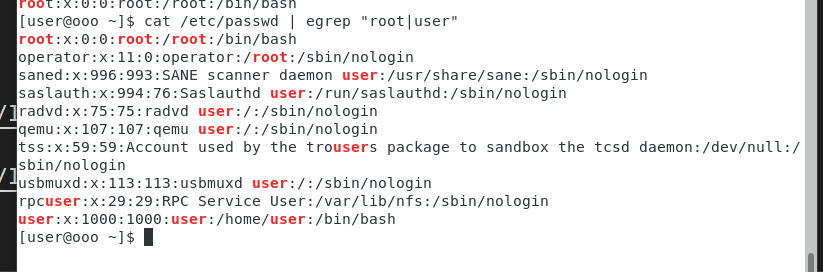 root:x:0:0:root:/root:/bin/bash
[user@ooo ~]$ cat /etc/passwd | egrep "root|user"
root:x:0:0:root:/root:/bin/bash
operator:x:11:0:operator:/root:/sbin/nologin
saned:x:996:993:SANE scanner daemon user:/usr/share/sane:/sbin/nologin
saslauth:x:994:76:Saslauthd user:/run/saslauthd:/sbin/nologin
radvd:x:75:75:radvd user:/:/sbin/nologin
qemu:x:107:107:qemu user:/:/sbin/nologin
tss:x:59:59:Account used by the trousers package to sandbox the tcsd daemon:/dev/null:/
sbin/nologin
usbmuxd:x:113:113:usbmuxd user:/:/sbin/nologin
rpcuser:x:29:29:RPC Service User:/var/lib/nfs:/sbin/nologin
user:x:1000:1000:user:/home/user:/bin/bash
[user@ooo ~]$